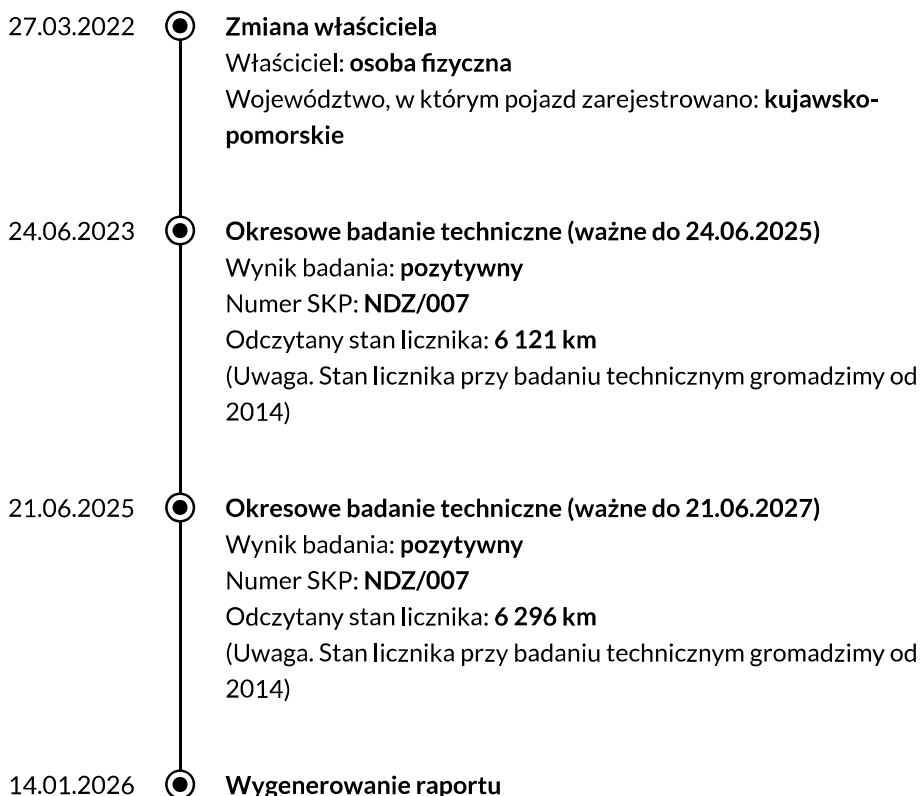 27.03.2022 Zmiana właściciela
Właściciel: osoba fizyczna
Województwo, w którym pojazd zarejestrowano: kujawsko-
pomorskie
24.06.2023 Okresowe badanie techniczne (ważne do 24.06.2025)
Wynik badania: pozytywny
Numer SKP: NDZ/007
Odczytany stan licznika: 6 121 km
(Uwaga. Stan licznika przy badaniu technicznym gromadzimy od
2014)
21.06.2025 Okresowe badanie techniczne (ważne do 21.06.2027)
Wynik badania: pozytywny
Numer SKP: NDZ/007
Odczytany stan licznika: 6 296 km
(Uwaga. Stan licznika przy badaniu technicznym gromadzimy od
2014)
14.01.2026 Wygenerowanie raportu